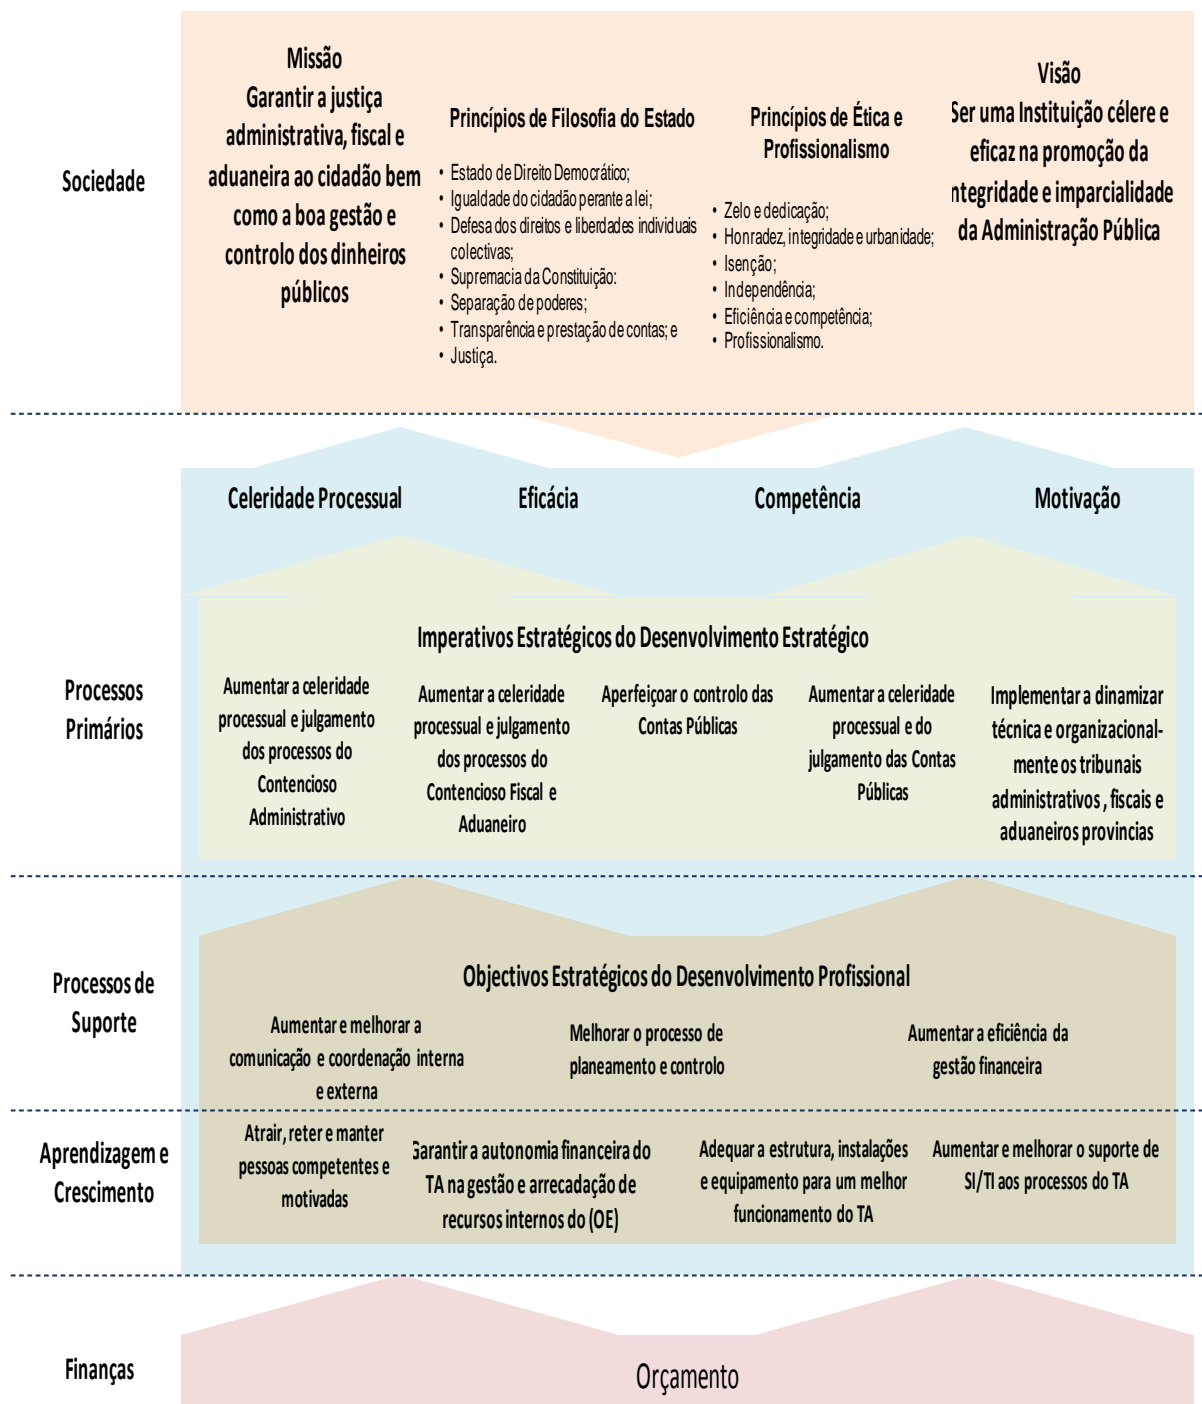 Sociedade
Missão
Garantir a justiça
administrativa, fiscal e
aduaneira ao cidadão bem
como a boa gestão e
controlo dos dinheiros
públicos
Princípios de Filosofia do Estado
• Estado de Direito Democrático;
• Igualdade do cidadão perante a lei;
• Defesa dos direitos e liberdades individuais
colectivas;
• Supremacia da Constituição:
• Separação de poderes;
• Transparência e prestação de contas; e
• Justiça.
Princípios de Ética e
Profissionalismo
• Zelo e dedicação;
• Honradez, integridade e urbanidade;
• Isenção;
• Independência;
• Eficiência e competência;
• Profissionalismo.
Visão
Ser uma Instituição célere e
eficaz na promoção da
ntegridade e imparcialidade
da Administração Pública
Celeridade Processual
Eficácia
Competência
Motivação
Processos
Primários
Imperativos Estratégicos do Desenvolvimento Estratégico
Aumentar a celeridade
processual e julgamento
dos processos do
Contencioso
Administrativo
Aumentar a celeridade
processual e julgamento
dos processos do
Contencioso Fiscal e
Aduaneiro
Aperfeiçoar o controlo das
Contas Públicas
Aumentar a celeridade
processual e do
julgamento das Contas
Públicas
Implementar a dinamizar
técnica e organizacional-
mente os tribunais
administrativos , fiscais e
aduaneiros provincias
Processos de
Suporte
Objectivos Estratégicos do Desenvolvimento Profissional
Aumentar e melhorar a
comunicação e coordenação interna
e externa
Melhorar o processo de
planeamento e controlo
Aumentar a eficiência da
gestão financeira
Aprendizagem e
Crescimento
Atrair, reter e manter
pessoas competentes e
motivadas
Garantir a autonomia financeira do
TA na gestão e arrecadação de
recursos internos do (OE)
Adequar a estrutura, instalações
e equipamento para um melhor
funcionamento do TA
Aumentar e melhorar o suporte de
SI/TI aos processos do TA
Finanças
Orçamento